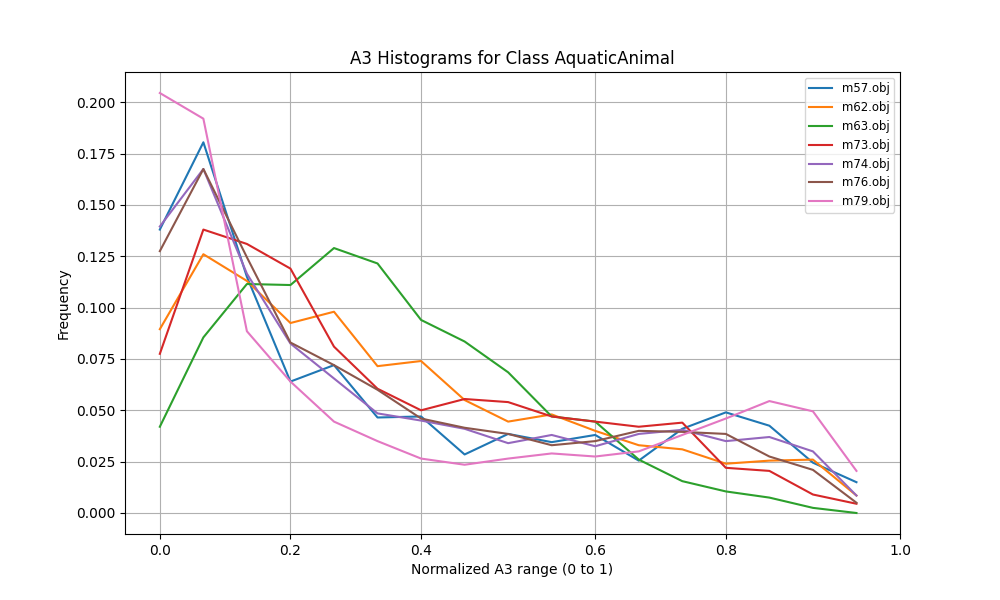 A3 Histograms for Class AquaticAnimal
m57.obj
m62.obj
m63.obj
m73.obj
m74.obj
m76.obj
m79.obj
0.200
0.175
0.150
0.125
0.100
0.075
0.050
0.025
0.000
Frequency
0.0 0.2 0.4 0.6 0.8 1.0
Normalized A3 range (0 to 1)